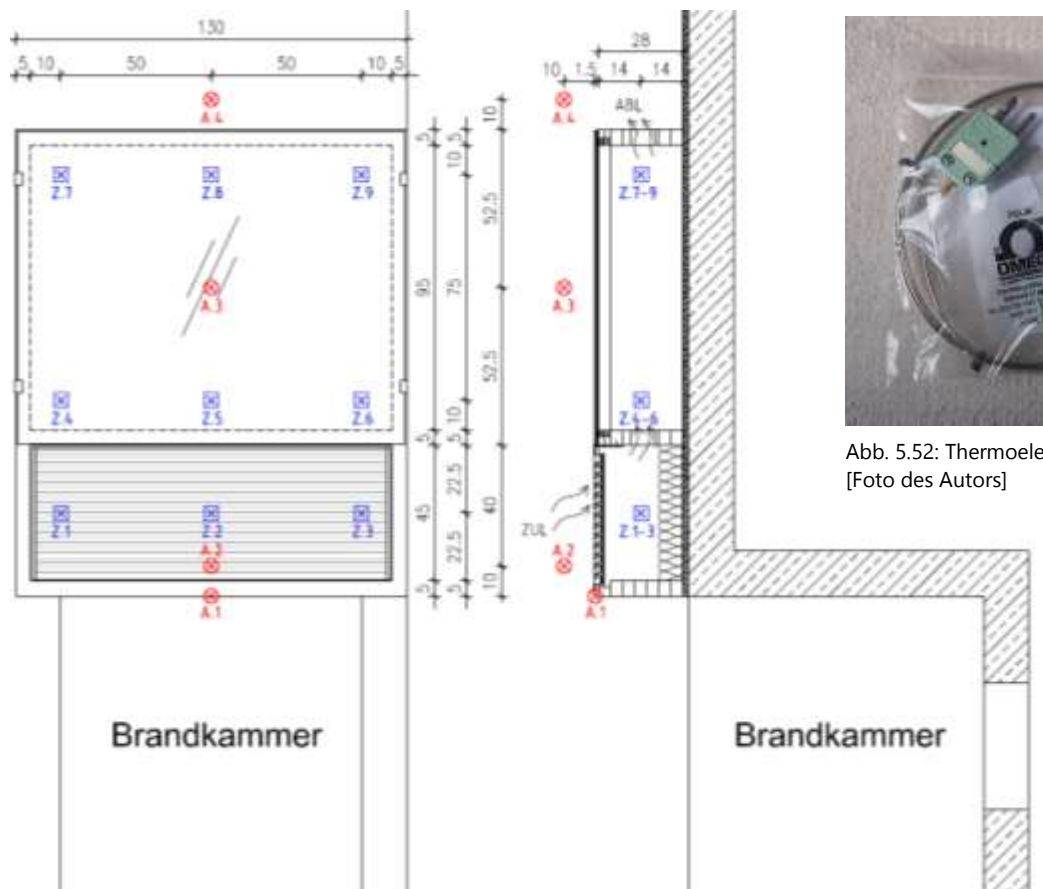 130
5 10 50 50 10 5
A.4
Z.7 Z.8 Z.9
A.3
Z.4 Z.5 Z.6
Z.1 Z.2 Z.3
A.2
A.1
5 95 5 45 5
5 10 75 10 5 22.5 22.5 5
10 52.5 52.5 40 10
Brandkammer
28
10 1.5 14 14
A.4
ABL
Z.7-9
A.3
Z.4-6
ZUL
Z.1-3
A.2
A.1
Brandkammer
Abb. 5.52: Thermoele
[Foto des Autors]